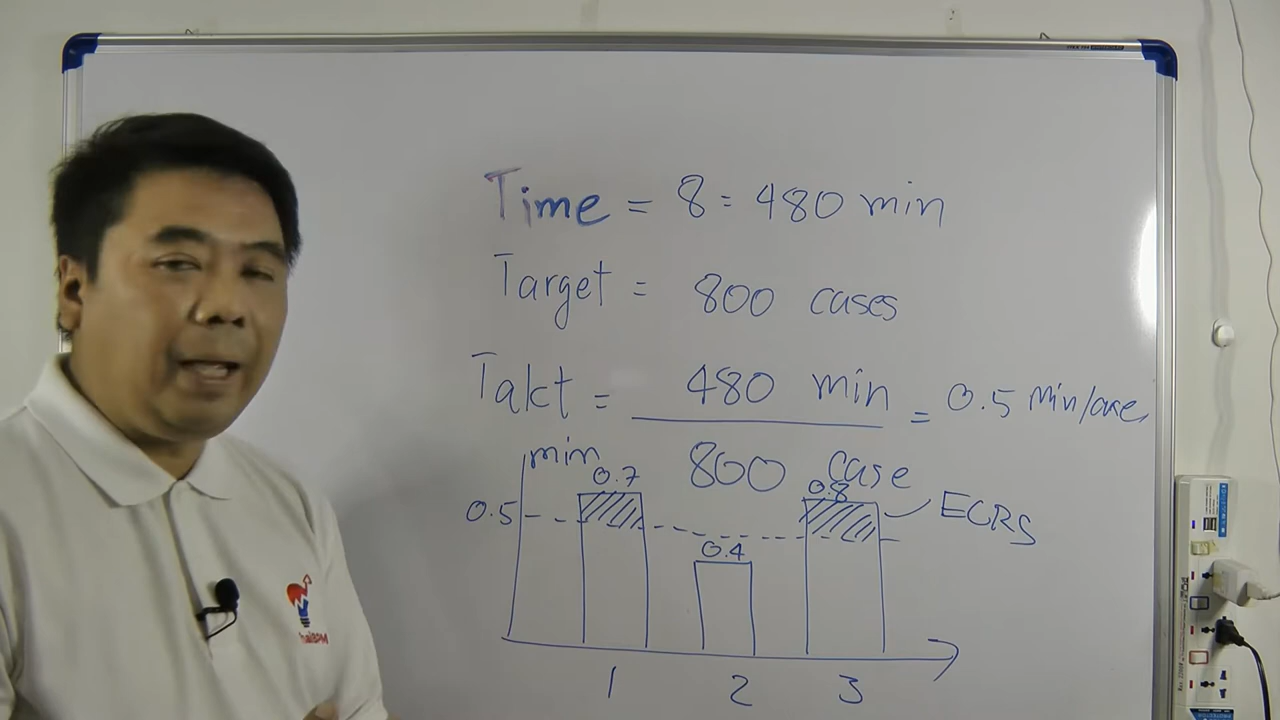 Time = 8 = 480 min
Target = 800 cases
Takt = 480 min = 0.5 Min/case
800 case
min
0.7
0.8
ECRS
0.5
0.4
1 2 3